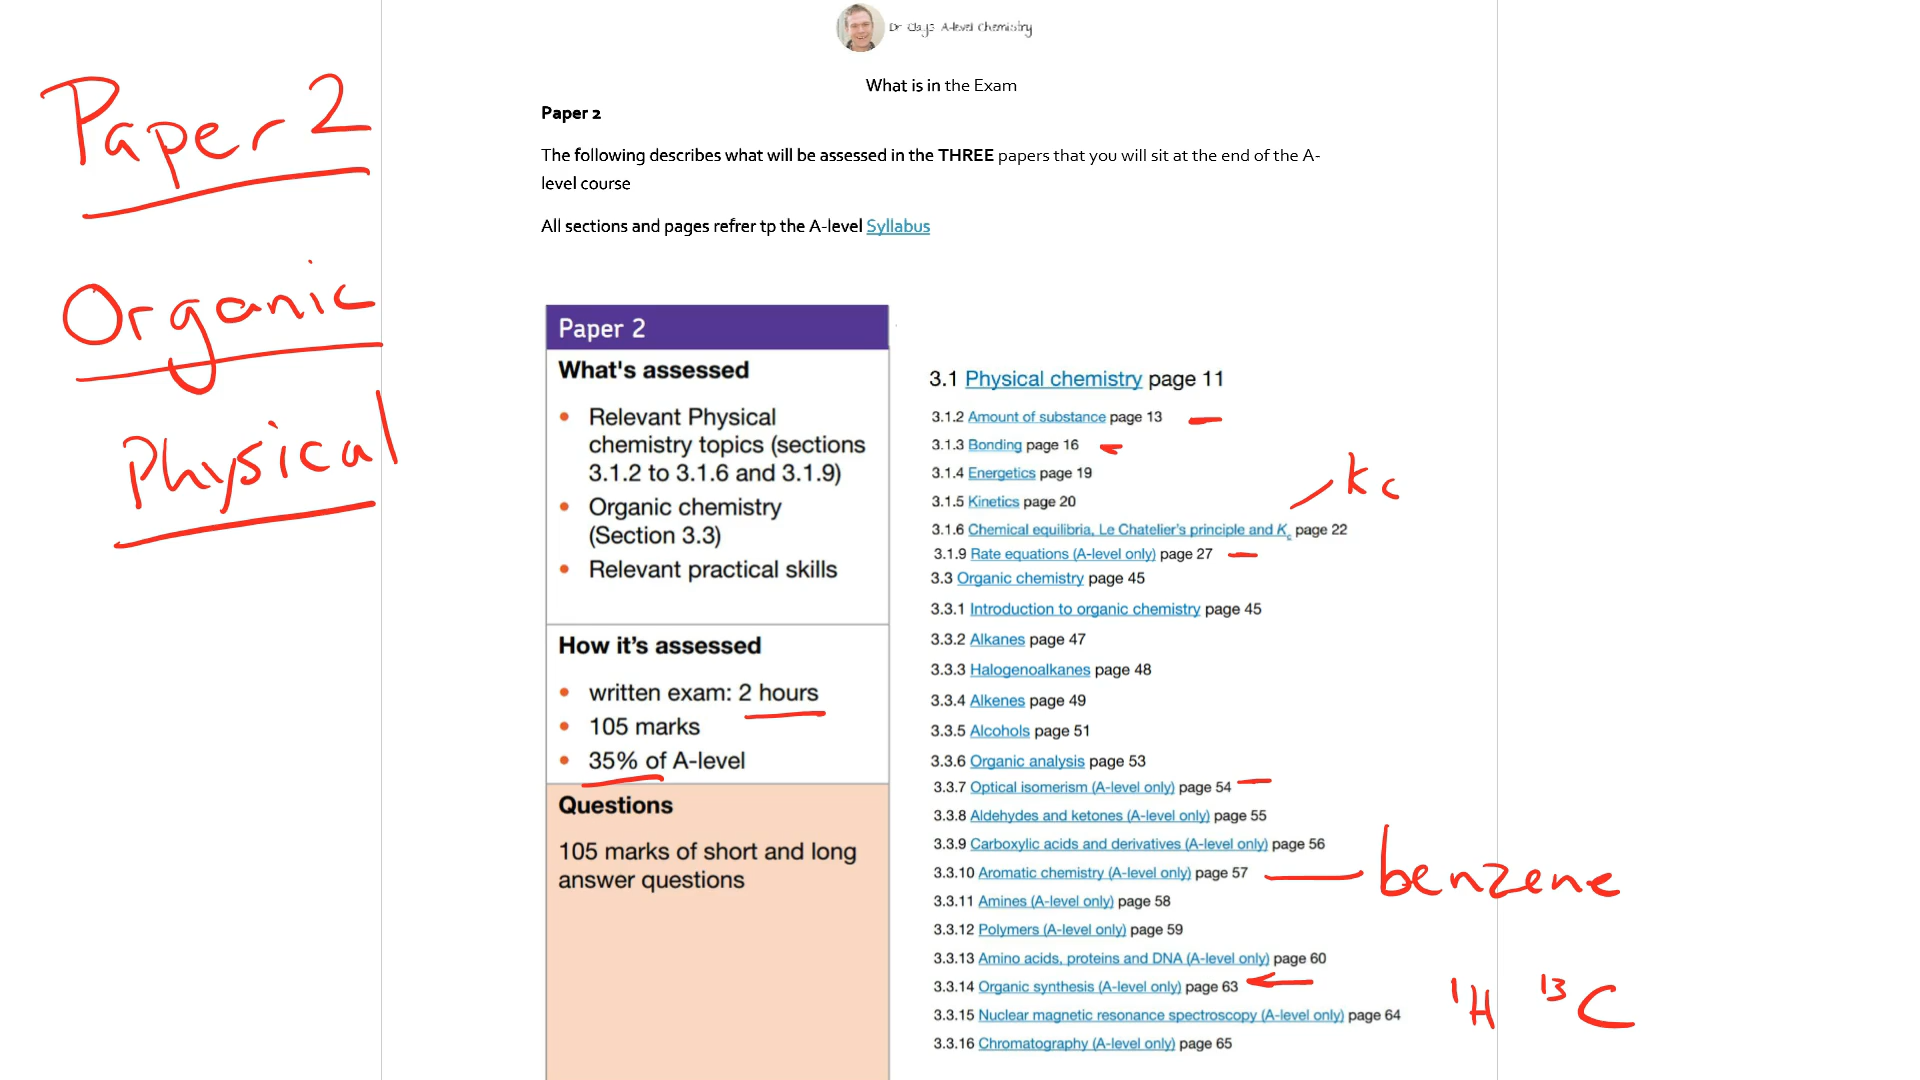 Dr Clays A-level Chemistry
What is in the Exam
Paper 2
The following describes what will be assessed in the THREE papers that you will sit at the end of the A-
level course
All sections and pages refrer tp the A-level Syllabus
Paper 2
Organic
Physical
Paper 2
What's assessed
• Relevant Physical
chemistry topics (sections
3.1.2 to 3.1.6 and 3.1.9)
• Organic chemistry
(Section 3.3)
• Relevant practical skills
How it's assessed
• written exam: 2 hours
• 105 marks
• 35% of A-level
Questions
105 marks of short and long
answer questions
3.1 Physical chemistry page 11
3.1.2 Amount of substance page 13
3.1.3 Bonding page 16
3.1.4 Energetics page 19
3.1.5 Kinetics page 20
Kc
3.1.6 Chemical equilibria, Le Chatelier's principle and Kc page 22
3.1.9 Rate equations (A-level only) page 27
3.3 Organic chemistry page 45
3.3.1 Introduction to organic chemistry page 45
3.3.2 Alkanes page 47
3.3.3 Halogenoalkanes page 48
3.3.4 Alkenes page 49
3.3.5 Alcohols page 51
3.3.6 Organic analysis page 53
3.3.7 Optical isomerism (A-level only) page 54
3.3.8 Aldehydes and ketones (A-level only) page 55
3.3.9 Carboxylic acids and derivatives (A-level only) page 56
3.3.10 Aromatic chemistry (A-level only) page 57 benzene
3.3.11 Amines (A-level only) page 58
3.3.12 Polymers (A-level only) page 59
3.3.13 Amino acids, proteins and DNA (A-level only) page 60
3.3.14 Organic synthesis (A-level only) page 63
3.3.15 Nuclear magnetic resonance spectroscopy (A-level only) page 64 ¹H ¹³C
3.3.16 Chromatography (A-level only) page 65